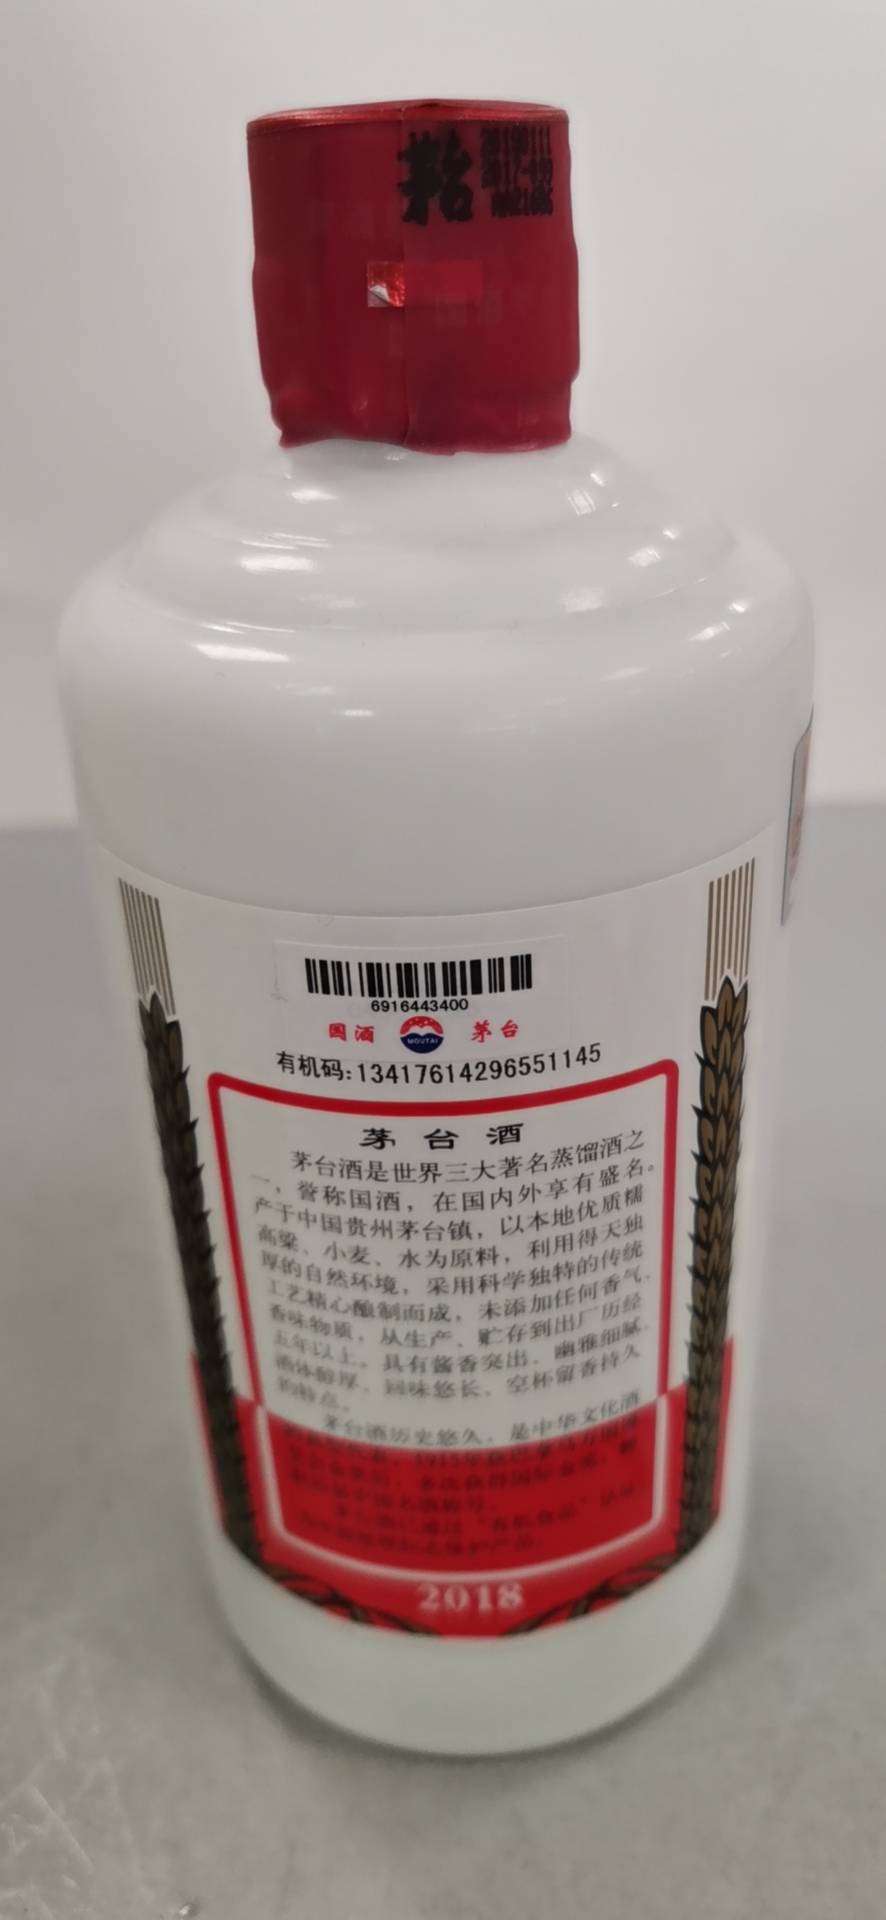 茅台
6916443400
国酒 MOUTAI 茅台
有机码:13417614296551145
茅台酒
茅台酒是世界三大著名蒸馏酒之
一，誉称国酒，在国内外享有盛名。
产于中国贵州茅台镇，以本地优质糯
高粱、小麦、水为原料，利用得天独
厚的自然环境，采用科学独特的传统
工艺精心酿制而成，未添加任何香气、
香味物质，从生产、贮存到出厂历经
五年以上。具有酱香突出、幽雅细腻、
酒体醇厚、回味悠长、空杯留香持久
的特点。
茅台酒历史悠久，是中华文化酒
2018